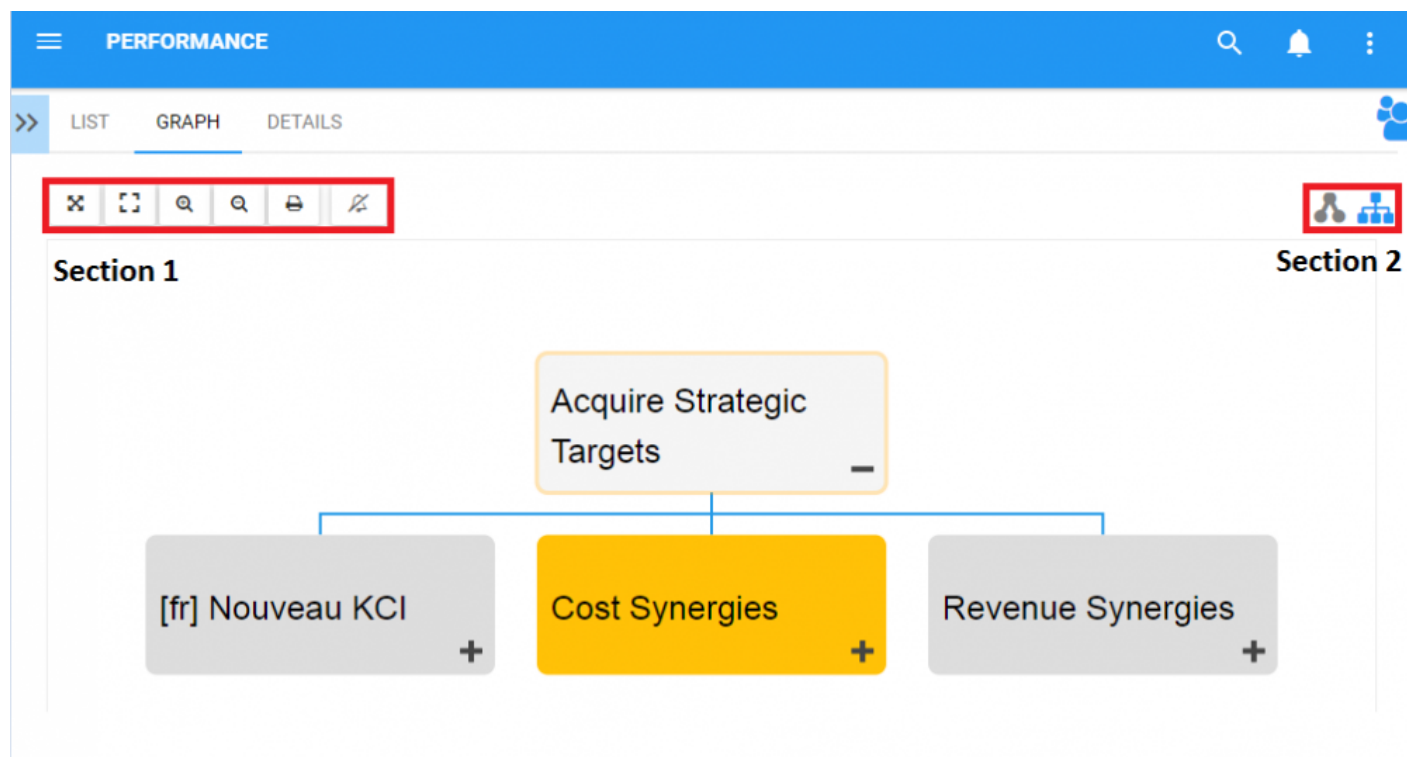 PERFORMANCE
LIST GRAPH DETAILS
Section 1
Section 2
Acquire Strategic
Targets
[fr] Nouveau KCI
Cost Synergies
Revenue Synergies